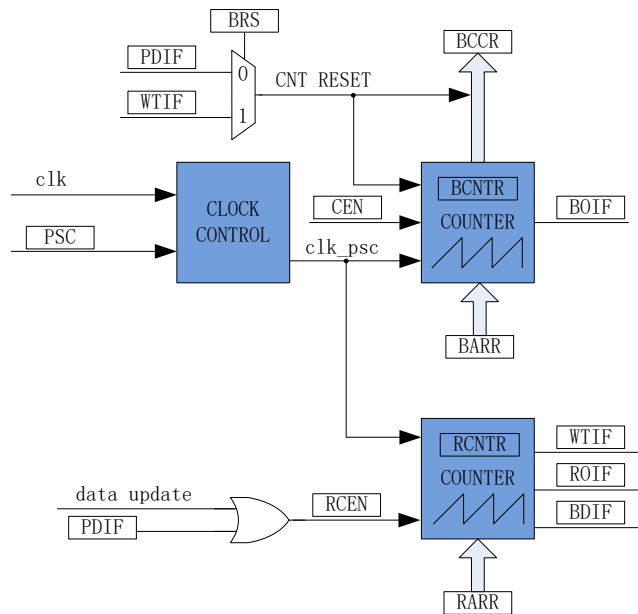 BRS
BCCR
PDIF
0
CNT RESET
WTIF
1
clk
CLOCK
CONTROL
BCNTR
CEN
COUNTER
BOIF
PSC
clk_psc
BARR
RCNTR
WTIF
COUNTER
ROIF
data update
RCEN
BDIF
PDIF
RARR